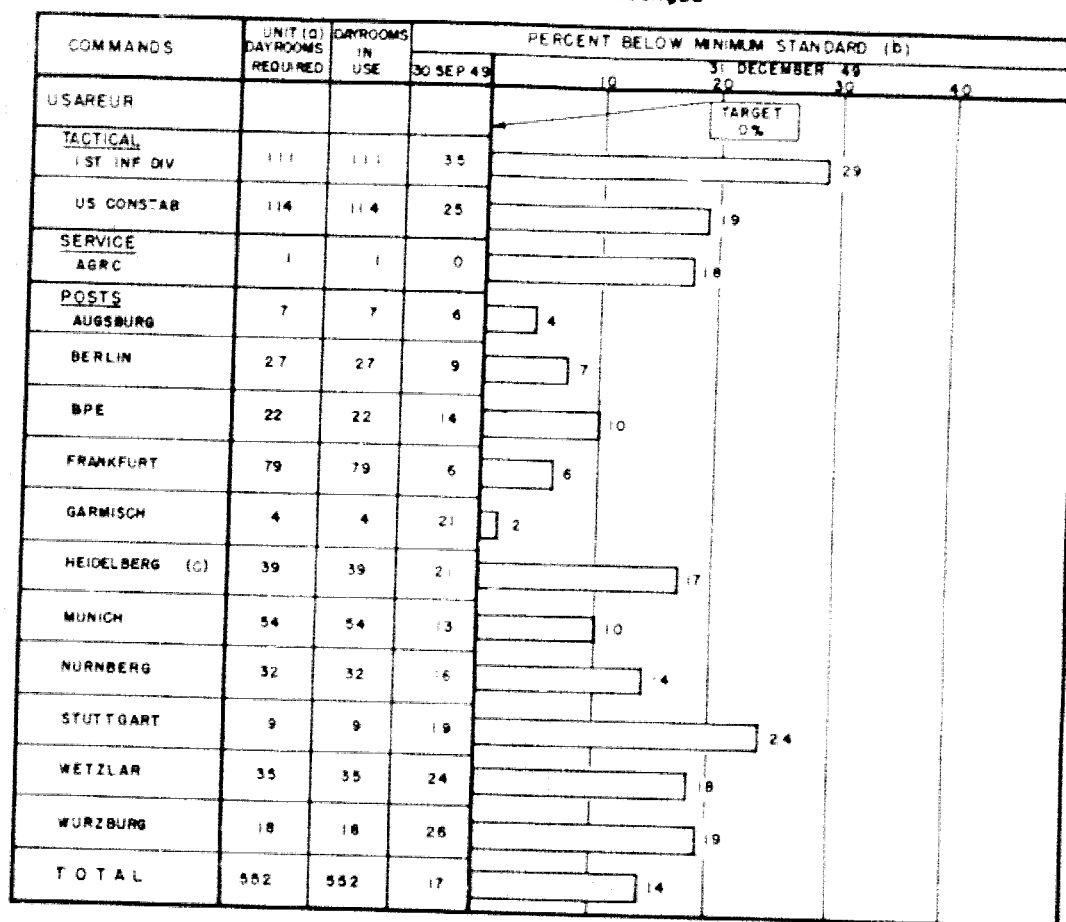 COMMANDS UNIT (a) DAYROOMS REQUIRED DAYROOMS IN USE PERCENT BELOW MINIMUM STANDARD (b)
30 SEP 49 31 DECEMBER 49
10 20 30 40
USAREUR
TARGET 0%
TACTICAL
1ST INF DIV 111 111 35 29
US CONSTAB 114 114 25 19
SERVICE
AGRC 1 1 0 18
POSTS
AUGSBURG 7 7 6 4
BERLIN 27 27 9 7
BPE 22 22 14 10
FRANKFURT 79 79 6 6
GARMISCH 4 4 21 2
HEIDELBERG (C) 39 39 21 17
MUNICH 54 54 13 10
NURNBERG 32 32 16 14
STUTTGART 9 9 19 24
WETZLAR 35 35 24 18
WURZBURG 18 18 26 19
TOTAL 552 552 17 14